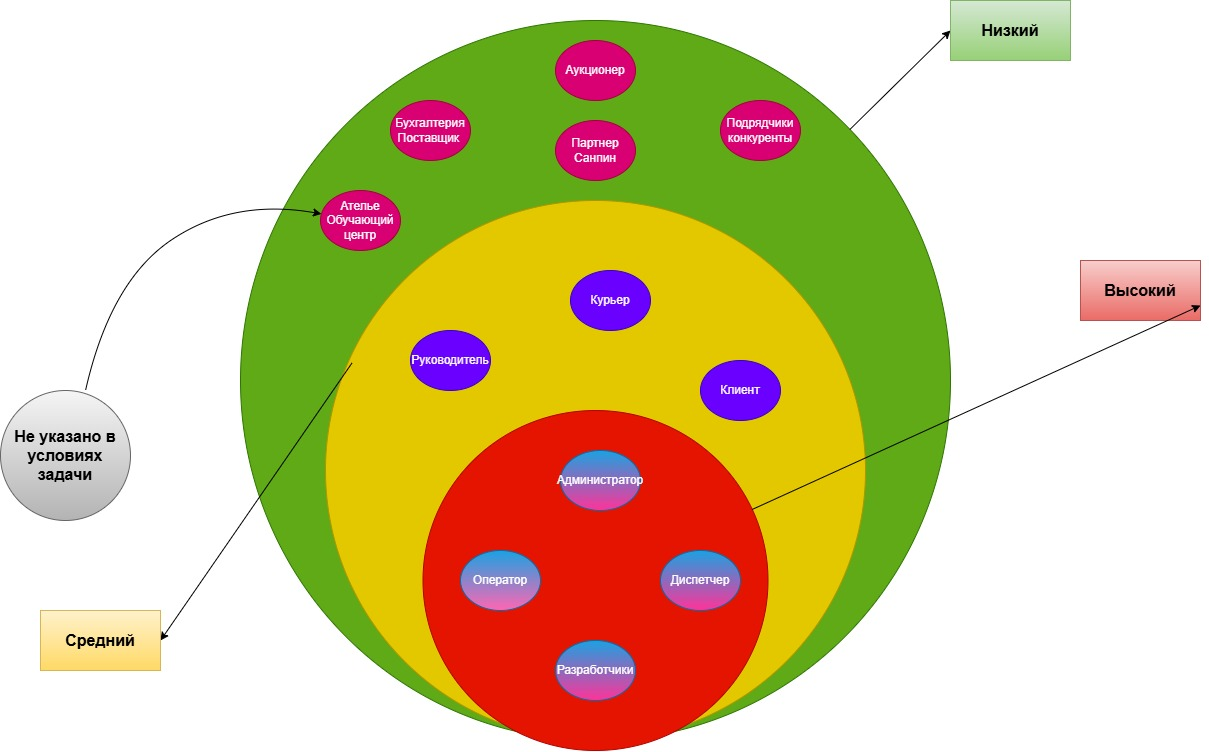 Низкий
Аукционер
Бухгалтерия
Поставщик
Подрядчики
конкуренты
Партнер
Санпин
Ателье
Обучающий
центр
Высокий
Курьер
Руководитель
Клиент
Не указано в
условиях
задачи
Администратор
Оператор
Диспетчер
Средний
Разработчики